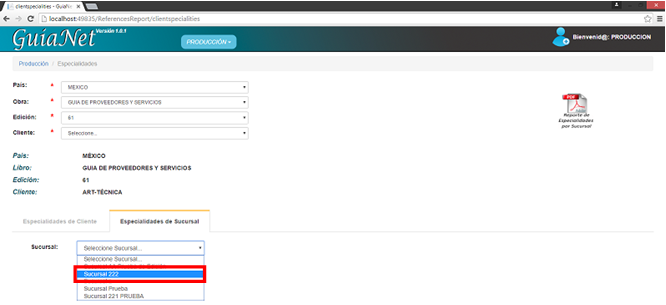 clientspecialities - GuiaNet
localhost:49835/ReferencesReport/clientspecialities
GuíaNet Versión 1.0.1
PRODUCCIÓN
Bienvenid@: PRODUCCION
Producción / Especialidades
País: * MÉXICO
Obra: * GUIA DE PROVEEDORES Y SERVICIOS
Edición: * 61
Cliente: * Seleccione...
PDF
Reporte de
Especialidades
por Sucursal
País: MÉXICO
Libro: GUIA DE PROVEEDORES Y SERVICIOS
Edición: 61
Cliente: ART-TÉCNICA
Especialidades de Cliente
Especialidades de Sucursal
Sucursal: Seleccione Sucursal...
Seleccione Sucursal...
Sucursal 222
Sucursal Prueba
Sucursal 221 PRUEBA